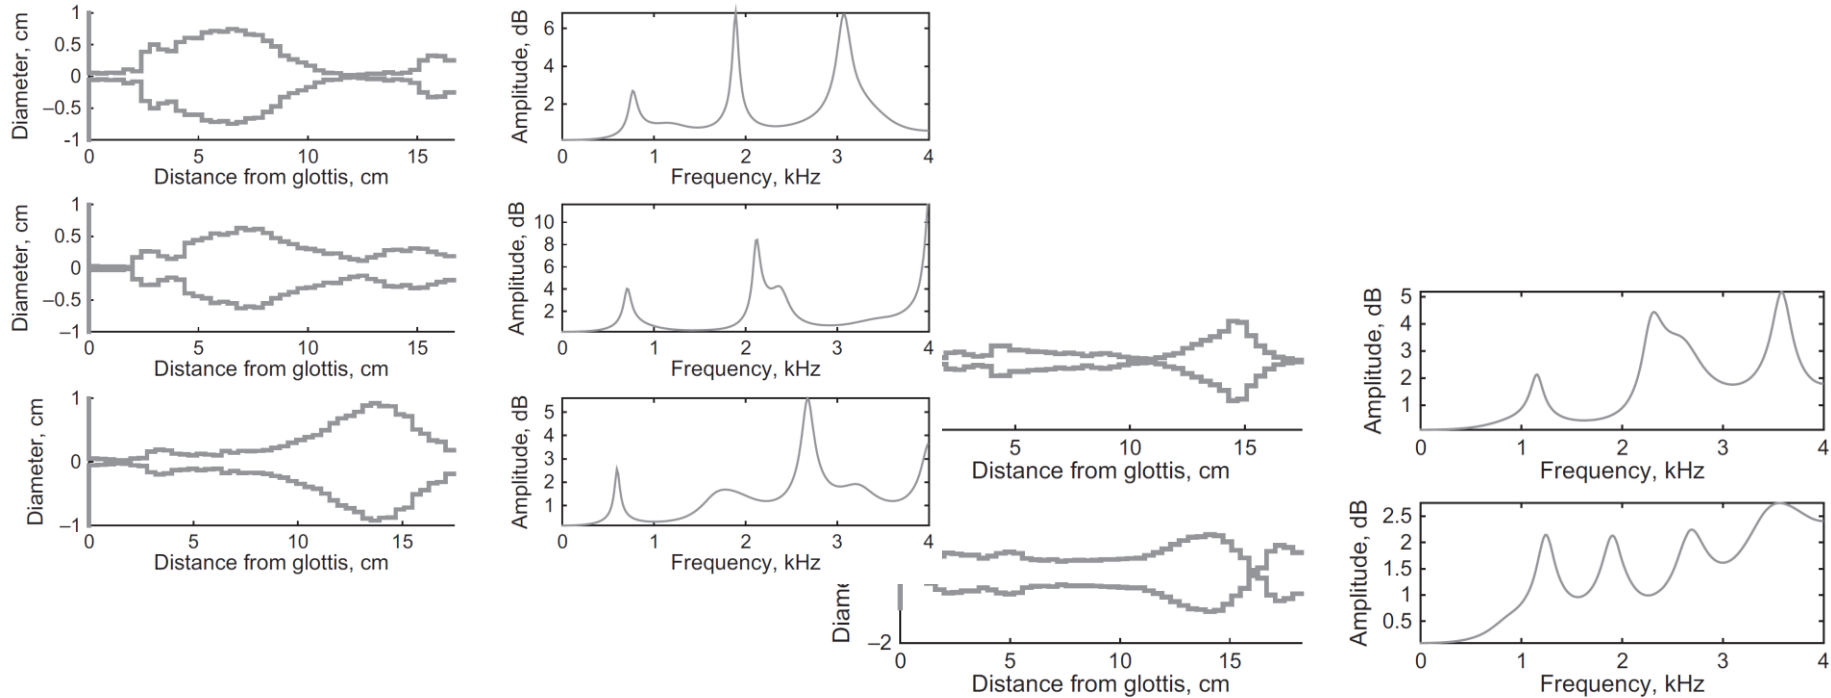 Diameter, cm
1
0.5
0
−0.5
-1
0 5 10 15
Distance from glottis, cm
Amplitude, dB
6
4
2
0 1 2 3 4
Frequency, kHz
Diameter, cm
1
0.5
0
−0.5
−1
0 5 10 15
Distance from glottis, cm
Amplitude, dB
10
8
6
4
2
0 1 2 3 4
Frequency, kHz
Diameter, cm
1
0
−1
0 5 10 15
Distance from glottis, cm
Amplitude, dB
5
4
3
2
1
0 1 2 3 4
Frequency, kHz
5 10 15
Distance from glottis, cm
Amplitude, dB
5
4
3
2
1
0 1 2 3 4
Frequency, kHz
Diame
−2
0 5 10 15
Distance from glottis, cm
Amplitude, dB
2.5
2
1.5
1
0.5
0 1 2 3 4
Frequency, kHz